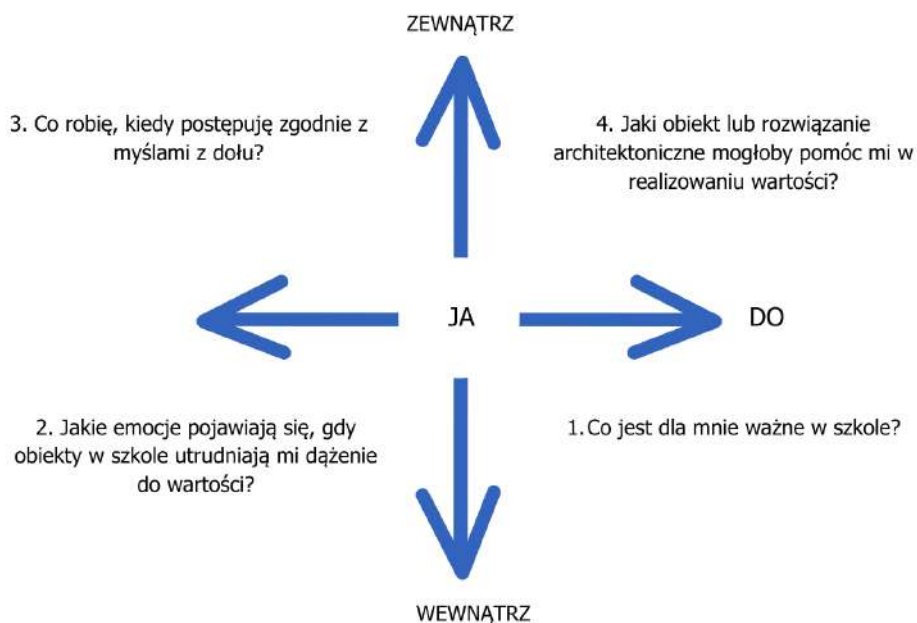 ZEWNĄTRZ
3. Co robię, kiedy postępuję zgodnie z
myślami z dołu?
4. Jaki obiekt lub rozwiązanie
architektoniczne mogłoby pomóc mi w
realizowaniu wartości?
JA
DO
2. Jakie emocje pojawiają się, gdy
obiekty w szkole utrudniają mi dążenie
do wartości?
1. Co jest dla mnie ważne w szkole?
WEWNĄTRZ